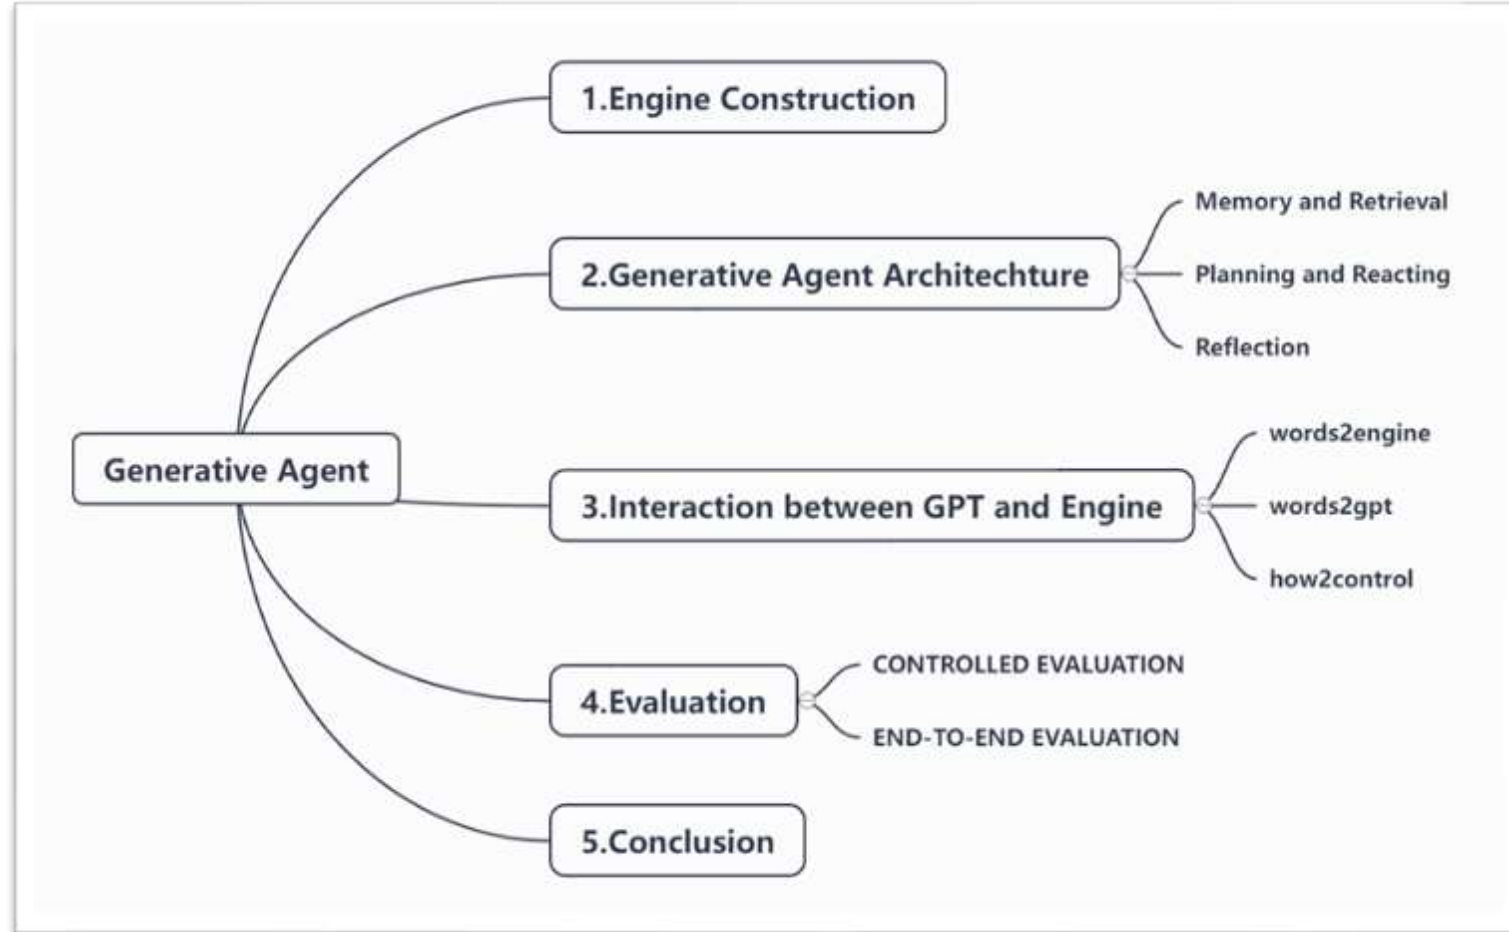 1.Engine Construction
Memory and Retrieval
2.Generative Agent Architechture
Planning and Reacting
Reflection
Generative Agent
words2engine
3.Interaction between GPT and Engine
words2gpt
how2control
CONTROLLED EVALUATION
4.Evaluation
END-TO-END EVALUATION
5.Conclusion